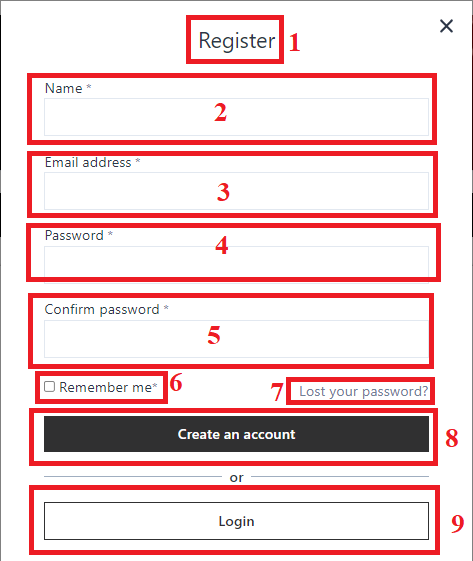 Register 1
Name *
2
Email address *
3
Password *
4
Confirm password *
5
Remember me* 6
7 Lost your password?
Create an account 8
or
Login 9